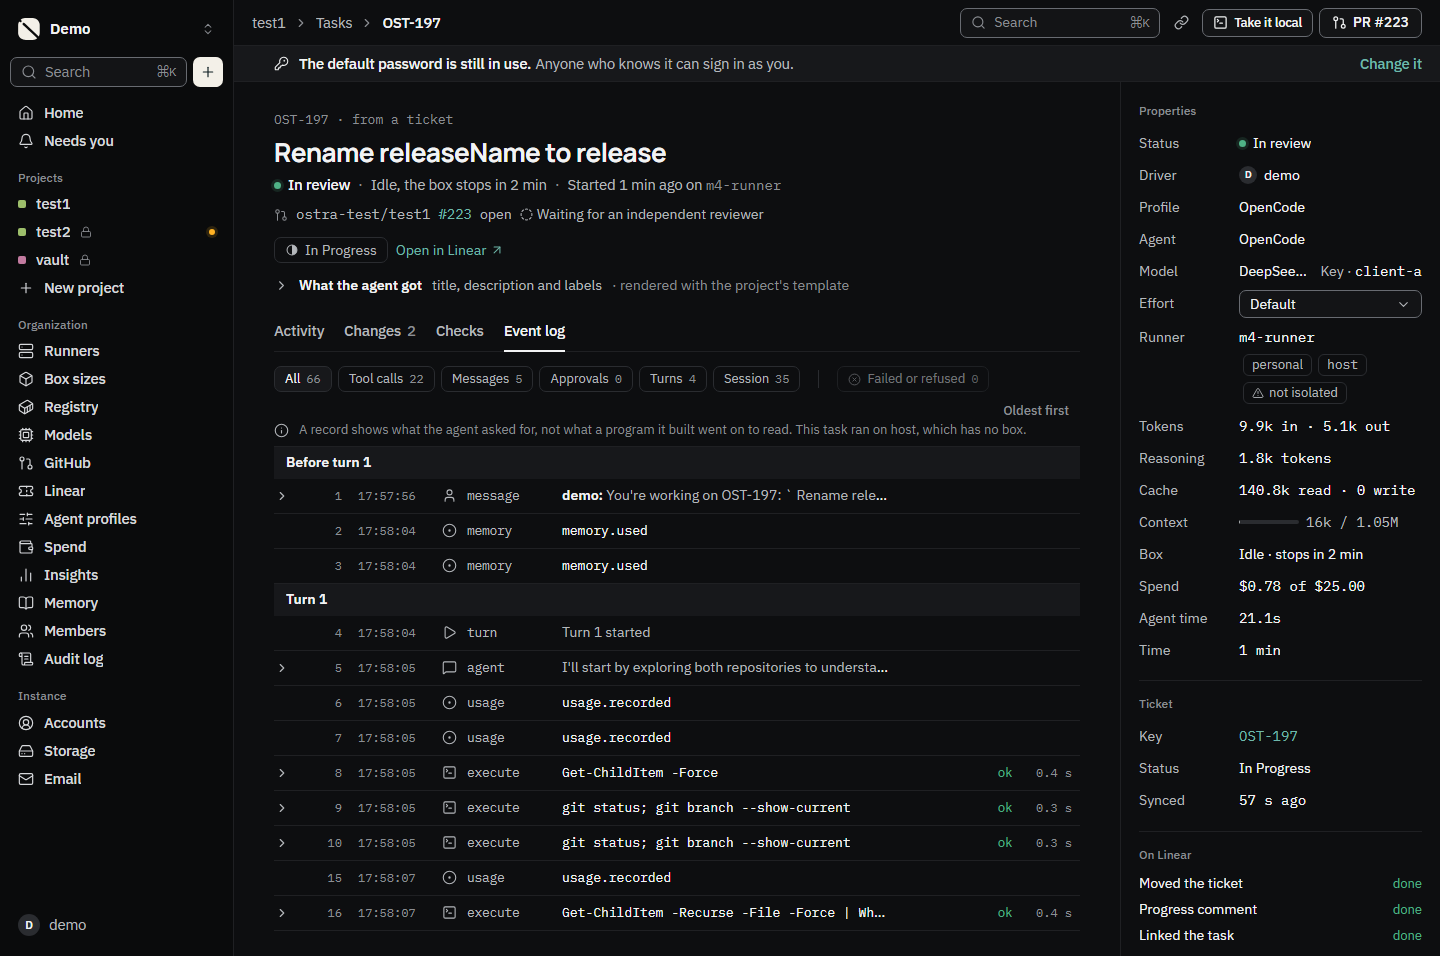 Demo
Search ⌘K
Home
Needs you
Projects
test1
test2
vault
New project
Organization
Runners
Box sizes
Registry
Models
GitHub
Linear
Agent profiles
Spend
Insights
Memory
Members
Audit log
Instance
Accounts
Storage
Email
D demo
test1 > Tasks > OST-197
Search ⌘K
Take it local
PR #223
The default password is still in use. Anyone who knows it can sign in as you.
Change it
OST-197 · from a ticket
Rename releaseName to release
In review · Idle, the box stops in 2 min · Started 1 min ago on m4-runner
ostra-test/test1 #223 open Waiting for an independent reviewer
In Progress Open in Linear ↗
What the agent got title, description and labels · rendered with the project's template
Activity Changes 2 Checks Event log
All 66 Tool calls 22 Messages 5 Approvals 0 Turns 4 Session 35 Failed or refused 0
Oldest first
A record shows what the agent asked for, not what a program it built went on to read. This task ran on host, which has no box.
Before turn 1
1 17:57:56 message demo: You're working on OST-197: ` Rename rele...
2 17:58:04 memory memory.used
3 17:58:04 memory memory.used
Turn 1
4 17:58:04 turn Turn 1 started
5 17:58:05 agent I'll start by exploring both repositories to understa...
6 17:58:05 usage usage.recorded
7 17:58:05 usage usage.recorded
8 17:58:05 execute Get-ChildItem -Force ok 0.4 s
9 17:58:05 execute git status; git branch --show-current ok 0.3 s
10 17:58:05 execute git status; git branch --show-current ok 0.3 s
15 17:58:07 usage usage.recorded
16 17:58:07 execute Get-ChildItem -Recurse -File -Force | Wh... ok 0.4 s
Properties
Status In review
Driver D demo
Profile OpenCode
Agent OpenCode
Model DeepSee... Key · client-a
Effort Default
Runner m4-runner
personal host
not isolated
Tokens 9.9k in · 5.1k out
Reasoning 1.8k tokens
Cache 140.8k read · 0 write
Context 16k / 1.05M
Box Idle · stops in 2 min
Spend $0.78 of $25.00
Agent time 21.1s
Time 1 min
Ticket
Key OST-197
Status In Progress
Synced 57 s ago
On Linear
Moved the ticket done
Progress comment done
Linked the task done